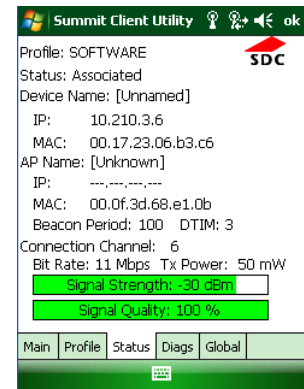 Summit Client Utility ok
Profile: SOFTWARE
SDC
Status: Associated
Device Name: [Unnamed]
IP: 10.210.3.6
MAC: 00.17.23.06.b3.c6
AP Name: [Unknown]
IP: ---.---.---.---
MAC: 00.0f.3d.68.e1.0b
Beacon Period: 100 DTIM: 3
Connection Channel: 6
Bit Rate: 11 Mbps Tx Power: 50 mW
Signal Strength: -30 dBm
Signal Quality: 100 %
Main Profile Status Diags Global